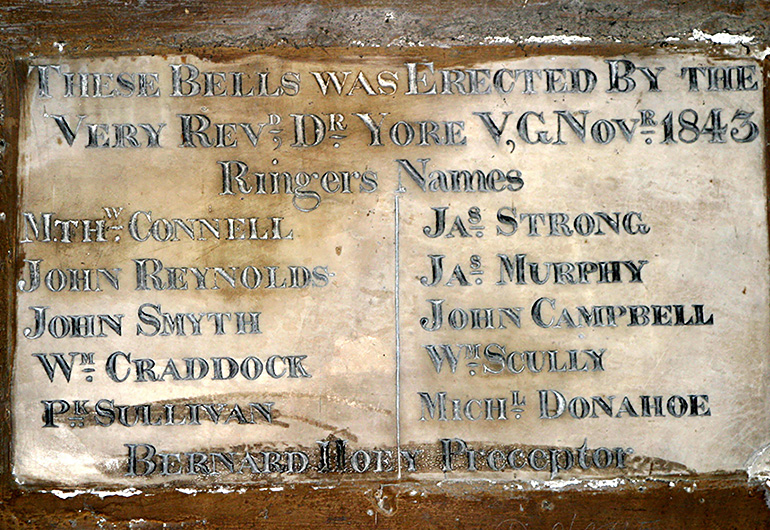 These Bells was Erected By the
Very Revᴰ, Dᴿ Yore V,G.Novᴿ. 1843
Ringers Names
Mthᵂ. Connell
John Reynolds
John Smyth
Wᴹ. Craddock
Pᴷ. Sullivan
Jaˢ. Strong
Jaˢ. Murphy
John Campbell
Wᴹ. Scully
Michᴸ. Donahoe
Bernard Hoey Preceptor